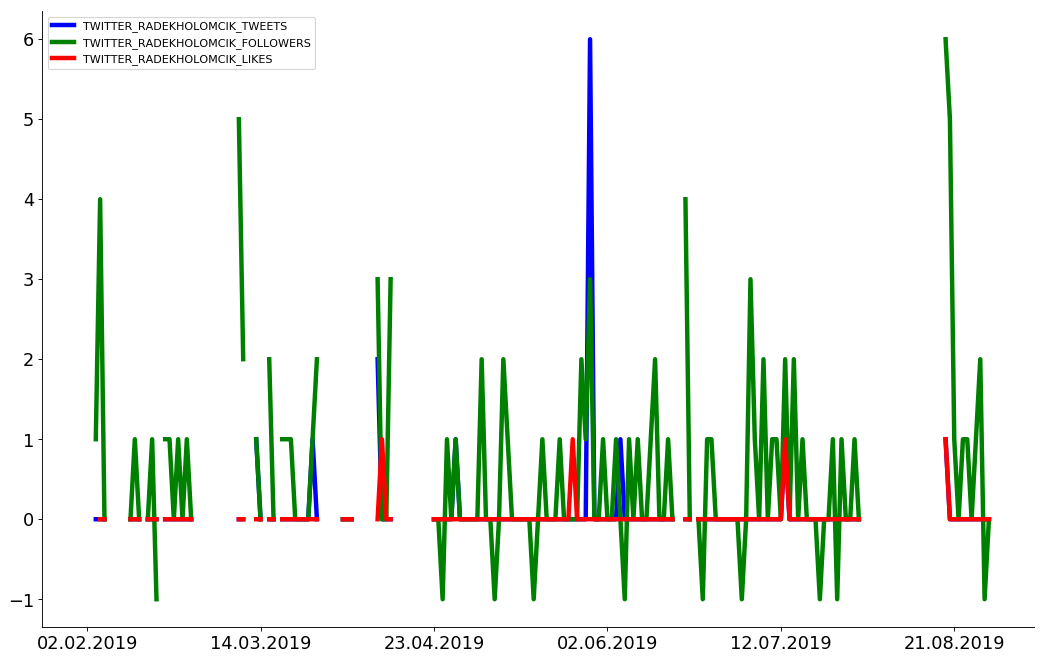 TWITTER_RADEKHOLOMCIK_TWEETS
TWITTER_RADEKHOLOMCIK_FOLLOWERS
TWITTER_RADEKHOLOMCIK_LIKES
6
5
4
3
2
1
0
−1
02.02.2019 14.03.2019 23.04.2019 02.06.2019 12.07.2019 21.08.2019